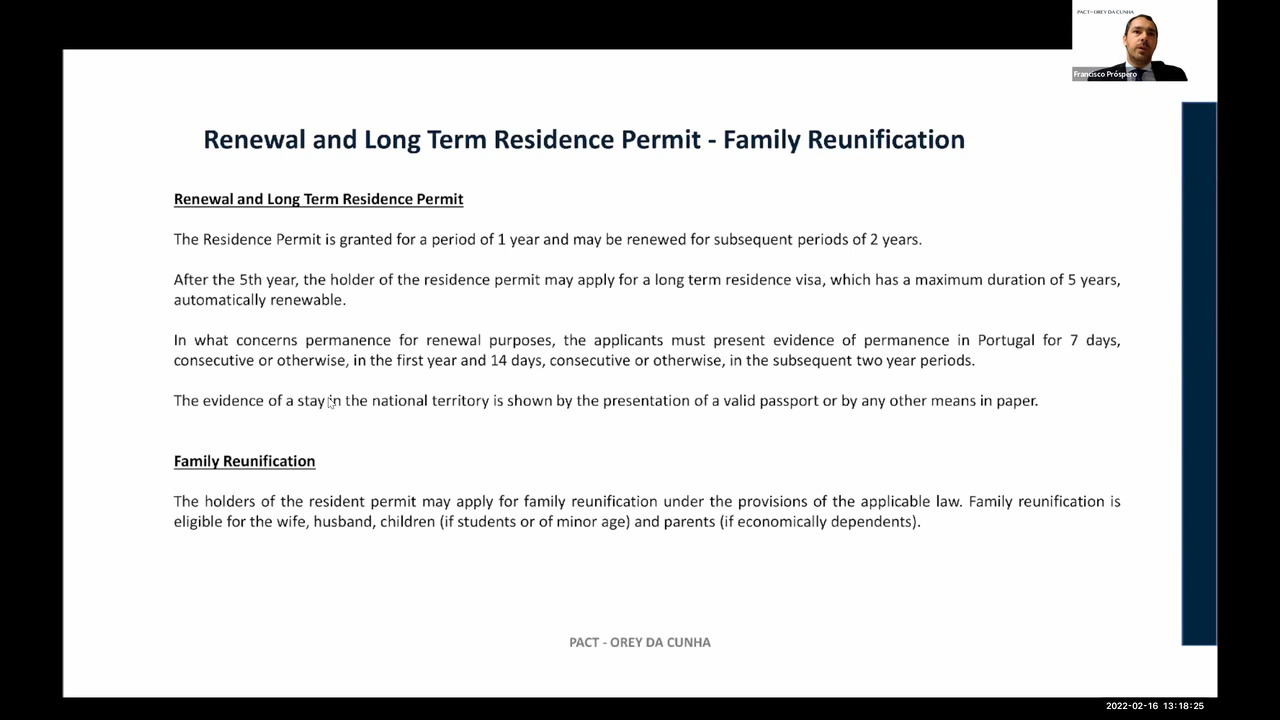 PACT - OREY DA CUNHA
Francisco Próspero
Renewal and Long Term Residence Permit - Family Reunification
Renewal and Long Term Residence Permit
The Residence Permit is granted for a period of 1 year and may be renewed for subsequent periods of 2 years.
After the 5th year, the holder of the residence permit may apply for a long term residence visa, which has a maximum duration of 5 years,
automatically renewable.
In what concerns permanence for renewal purposes, the applicants must present evidence of permanence in Portugal for 7 days,
consecutive or otherwise, in the first year and 14 days, consecutive or otherwise, in the subsequent two year periods.
The evidence of a stay in the national territory is shown by the presentation of a valid passport or by any other means in paper.
Family Reunification
The holders of the resident permit may apply for family reunification under the provisions of the applicable law. Family reunification is
eligible for the wife, husband, children (if students or of minor age) and parents (if economically dependents).
PACT - OREY DA CUNHA
2022-02-16 13:18:25